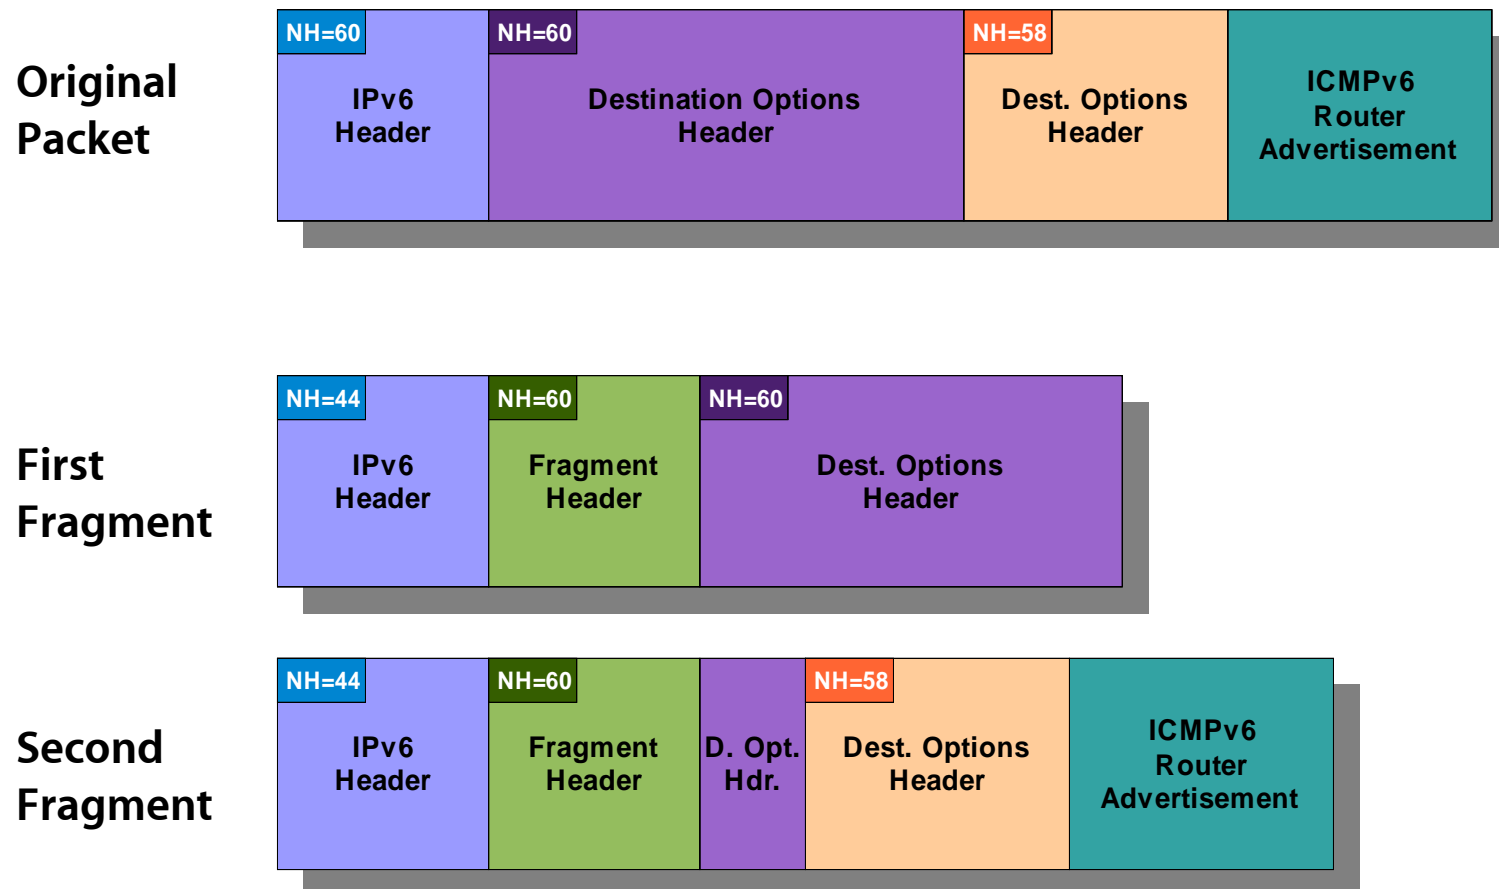 Original
Packet
NH=60
IPv6
Header
NH=60
Destination Options
Header
NH=58
Dest. Options
Header
ICMPv6
Router
Advertisement
First
Fragment
NH=44
IPv6
Header
NH=60
Fragment
Header
NH=60
Dest. Options
Header
Second
Fragment
NH=44
IPv6
Header
NH=60
Fragment
Header
D. Opt.
Hdr.
NH=58
Dest. Options
Header
ICMPv6
Router
Advertisement